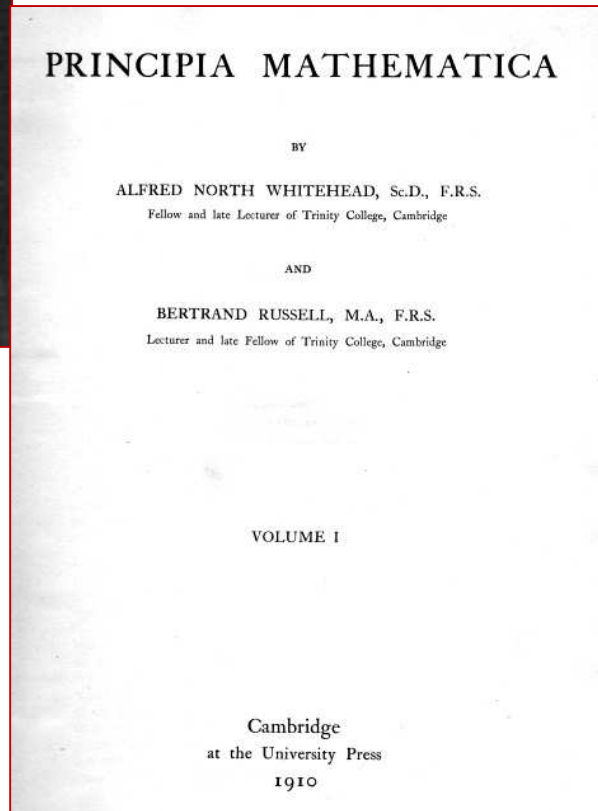 PRINCIPIA MATHEMATICA
BY
ALFRED NORTH WHITEHEAD, Sc.D., F.R.S.
Fellow and late Lecturer of Trinity College, Cambridge
AND
BERTRAND RUSSELL, M.A., F.R.S.
Lecturer and late Fellow of Trinity College, Cambridge
VOLUME I
Cambridge
at the University Press
1910